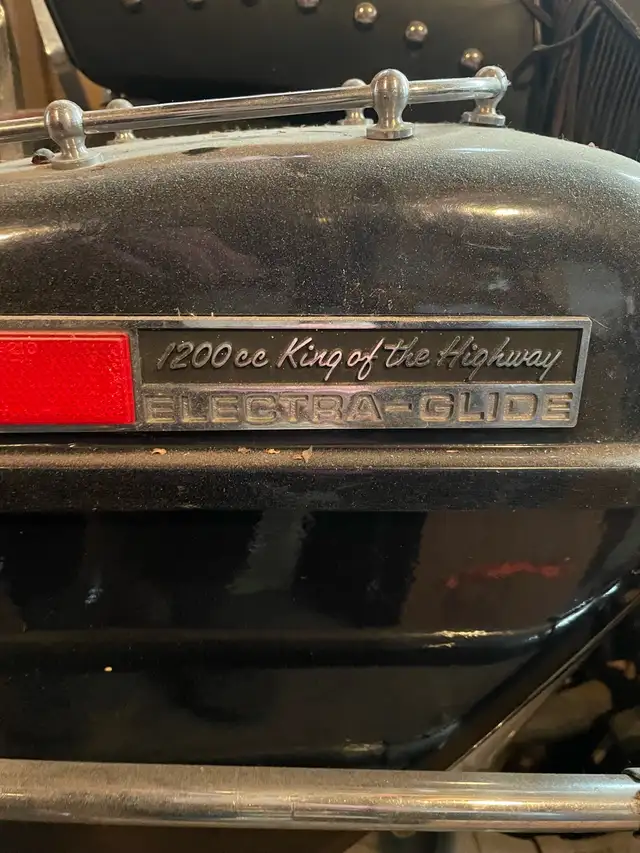 1200cc King of the Highway
ELECTRA-GLIDE